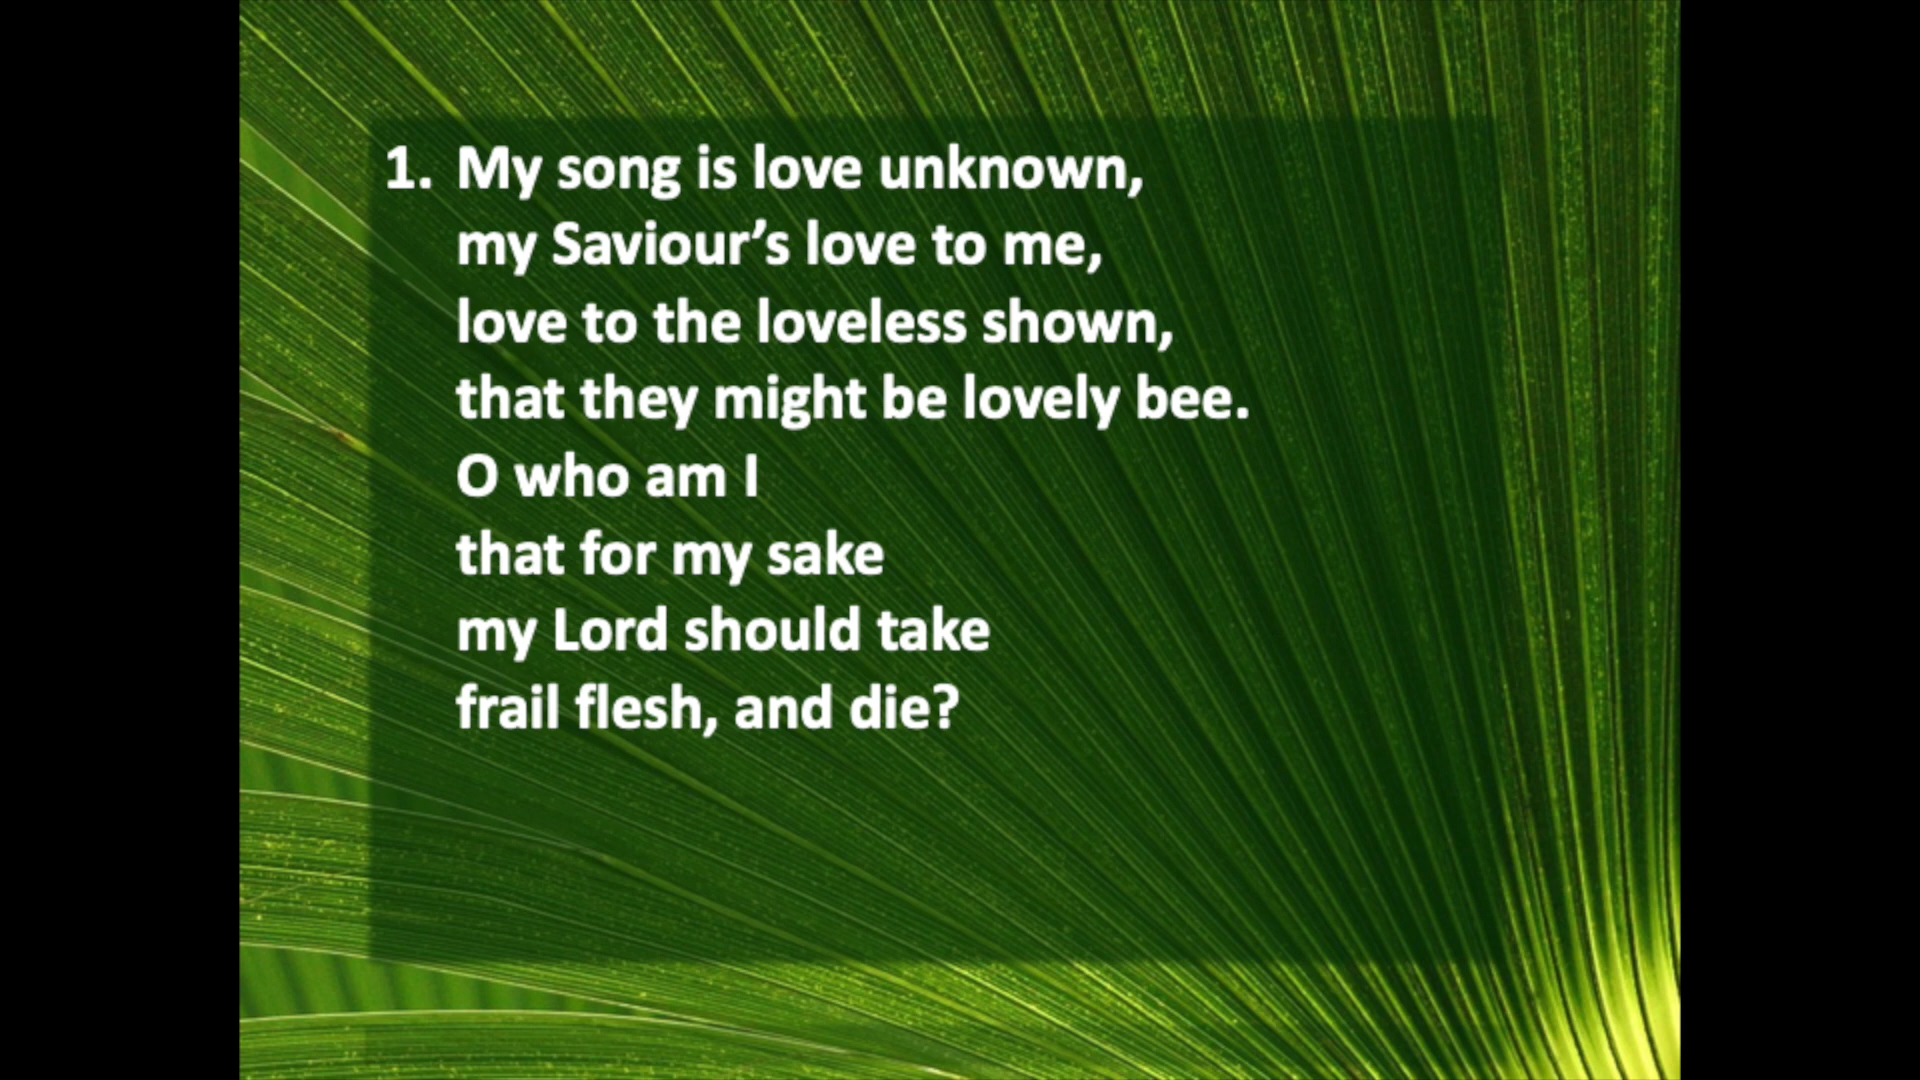 1. My song is love unknown,
my Saviour’s love to me,
love to the loveless shown,
that they might be lovely bee.
O who am I
that for my sake
my Lord should take
frail flesh, and die?